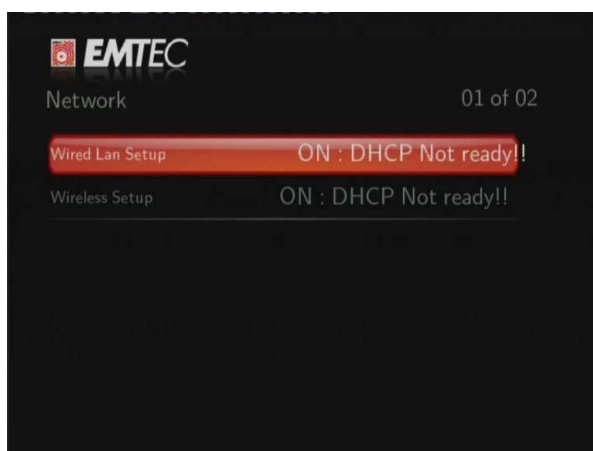 EMTEC
Network 01 of 02
Wired Lan Setup ON : DHCP Not ready!!
Wireless Setup ON : DHCP Not ready!!